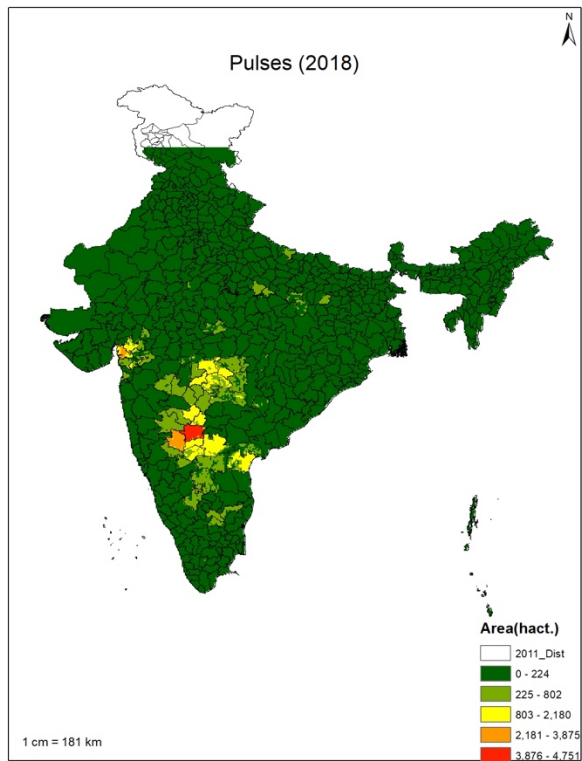 N
Pulses (2018)
Area(hact.)
2011_Dist
0 - 224
225 - 802
803 - 2,180
2,181 - 3,875
3,876 - 4,751
1 cm = 181 km